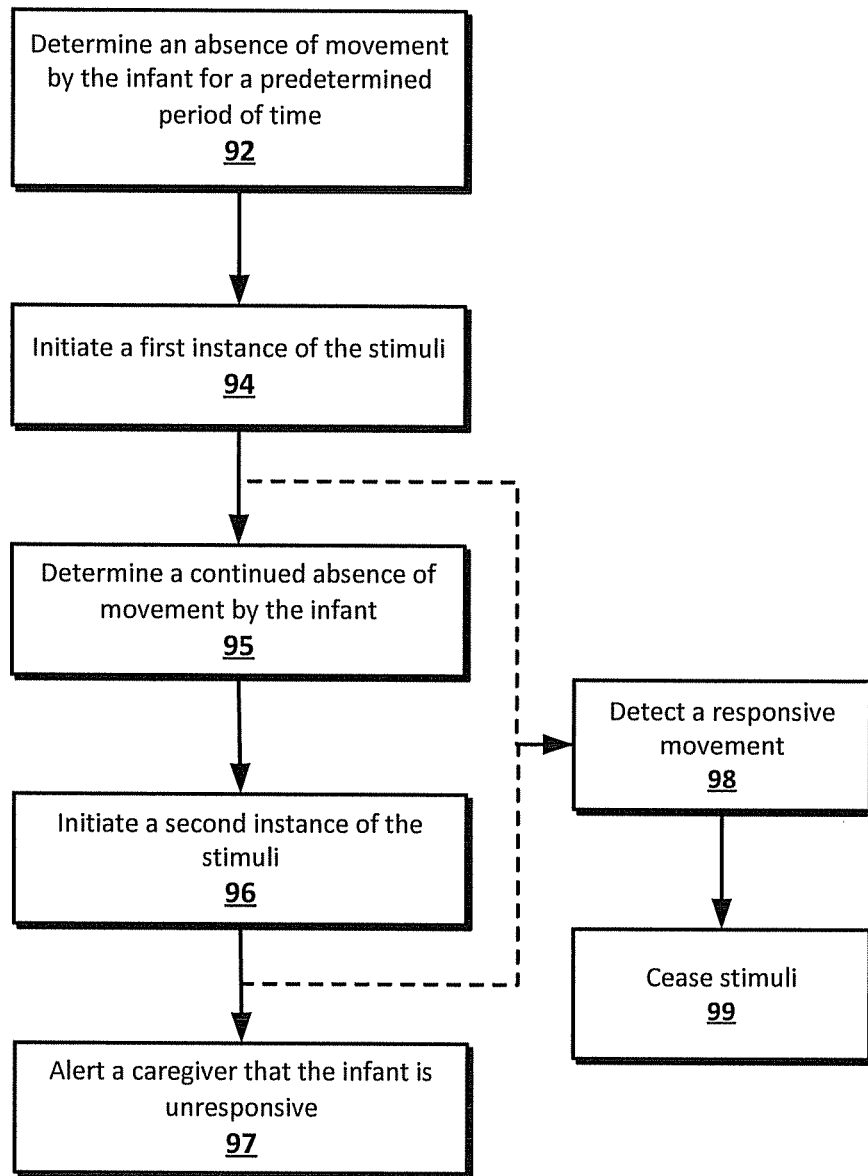 Determine an absence of movement
by the infant for a predetermined
period of time
92
Initiate a first instance of the stimuli
94
Determine a continued absence of
movement by the infant
95
Initiate a second instance of the
stimuli
96
Alert a caregiver that the infant is
unresponsive
97
Detect a responsive
movement
98
Cease stimuli
99